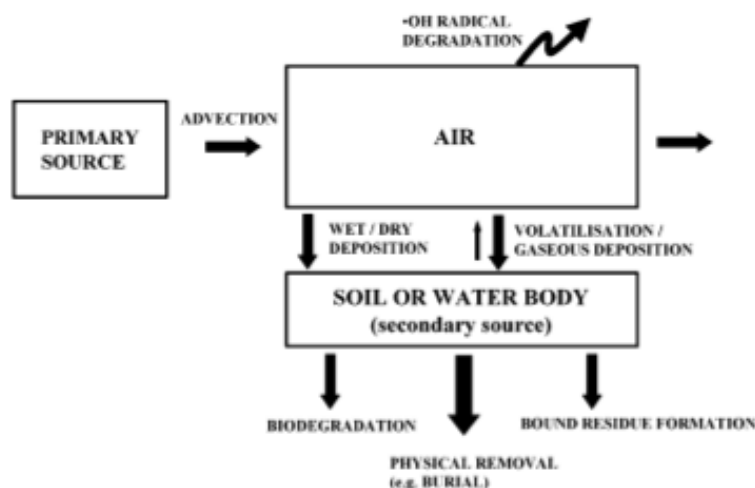 •OH RADICAL
DEGRADATION
ADVECTION
PRIMARY
SOURCE
AIR
WET / DRY
DEPOSITION
VOLATILISATION /
GASEOUS DEPOSITION
SOIL OR WATER BODY
(secondary source)
BIODEGRADATION
BOUND RESIDUE FORMATION
PHYSICAL REMOVAL
(e.g. BURIAL)